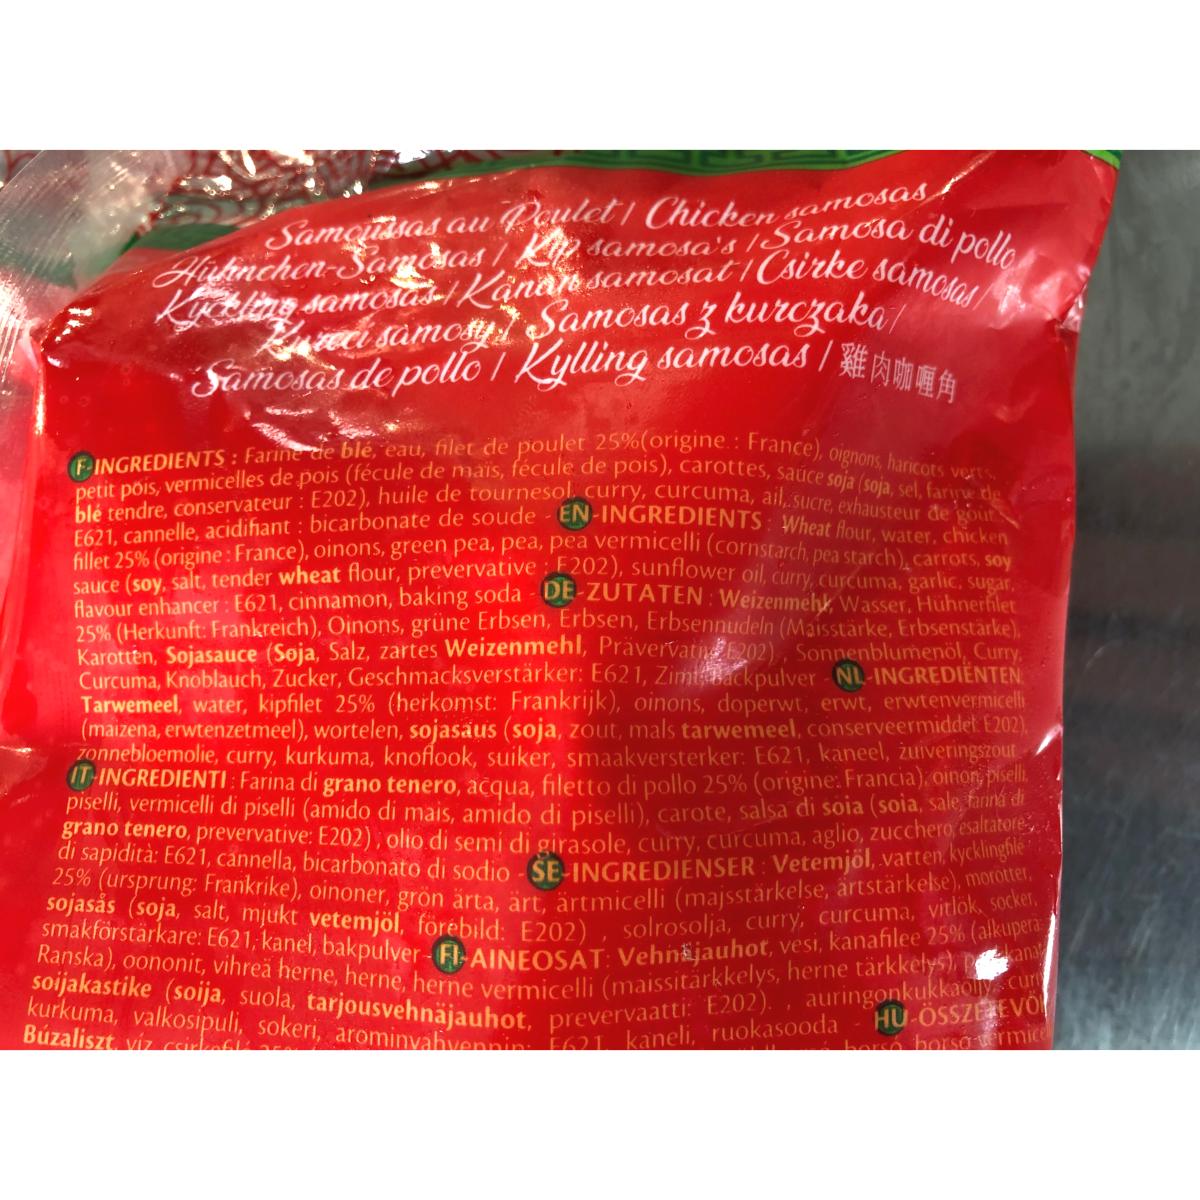 Samoussas au Poulet / Chicken samosas
Hühnchen-Samosas / Kip samosa's / Samosa di pollo
Kyckling samosas / Kanan samosat / Csirke samosas /
Kuraci samosy / Samosas z kurczaka /
Samosas de pollo / Kylling samosas / 雞肉咖喱角
F-INGREDIENTS : Farine de blé, eau, filet de poulet 25%(origine : France), oignons, haricots verts,
petit pois, vermicelles de pois (fécule de maïs, fécule de pois), carottes, sauce soja (soja, sel, farine de
blé tendre, conservateur : E202), huile de tournesol, curry, curcuma, ail, sucre, exhausteur de goût :
E621, cannelle, acidifiant : bicarbonate de soude - EN-INGREDIENTS : Wheat flour, water, chicken
fillet 25% (origine : France), oinons, green pea, pea, pea vermicelli (cornstarch, pea starch), carrots, soy
sauce (soy, salt, tender wheat flour, prevervative : E202), sunflower oil, curry, curcuma, garlic, sugar,
flavour enhancer : E621, cinnamon, baking soda - DE-ZUTATEN : Weizenmehl, Wasser, Hühnerfilet
25% (Herkunft: Frankreich), Oinons, grüne Erbsen, Erbsen, Erbsennudeln (Maisstärke, Erbsenstärke),
Karotten, Sojasauce (Soja, Salz, zartes Weizenmehl, Prävervativ: E202) , Sonnenblumenöl, Curry,
Curcuma, Knoblauch, Zucker, Geschmacksverstärker: E621, Zimt, Backpulver - NL-INGREDIËNTEN:
Tarwemeel, water, kipfilet 25% (herkomst: Frankrijk), oinons, doperwt, erwt, erwtenvermicelli
(maizena, erwtenzetmeel), wortelen, sojasaus (soja, zout, mals tarwemeel, conserveermiddel: E202),
zonnebloemolie, curry, kurkuma, knoflook, suiker, smaakversterker: E621, kaneel, zuiveringszout
IT-INGREDIENTI : Farina di grano tenero, acqua, filetto di pollo 25% (origine: Francia), oinon, piselli,
piselli, vermicelli di piselli (amido di mais, amido di piselli), carote, salsa di soia (soia, sale, farina di
grano tenero, prevervative: E202) , olio di semi di girasole, curry, curcuma, aglio, zucchero, esaltatore
di sapidità: E621, cannella, bicarbonato di sodio - SE-INGREDIENSER : Vetemjöl, vatten, kycklingfilé
25% (ursprung: Frankrike), oinoner, grön ärta, ärt, ärtmicelli (majsstärkelse, ärtstärkelse), morötter,
sojasås (soja, salt, mjukt vetemjöl, förebild: E202) , solrosolja, curry, curcuma, vitlök, socker,
smakförstärkare: E621, kanel, bakpulver - FI-AINEOSAT: Vehnäjauhot, vesi, kanafilee 25% (alkuperä:
Ranska), oononit, vihreä herne, herne, herne vermicelli (maissitärkkelys, herne tärkkelys),
soijakastike (soija, suola, tarjousvehnäjauhot, prevervaatti: E202). , auringonkukkaöljy, curry
kurkuma, valkosipuli, sokeri, arominvahvennin: E621, kaneli, ruokasooda HU-ÖSSZETEVŐ
Búzaliszt, víz, csirkefilé 25% borsó, borsó vermice